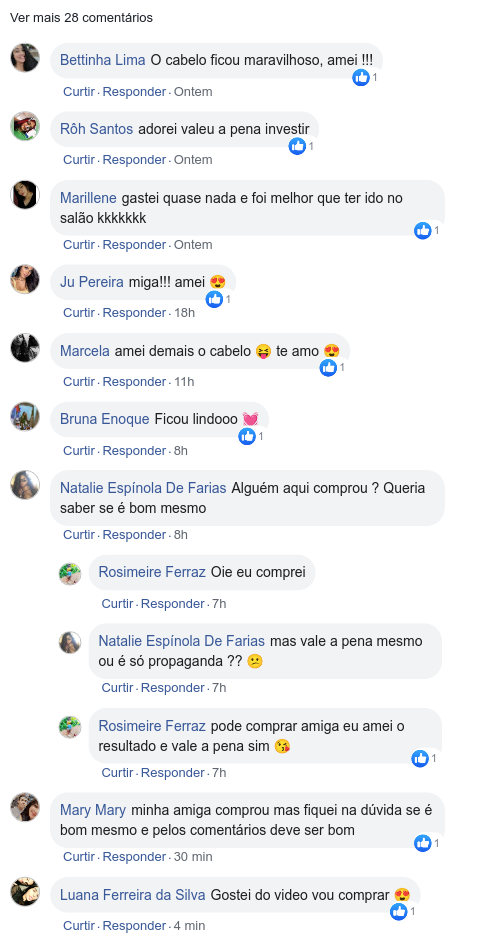 Ver mais 28 comentários
Bettinha Lima O cabelo ficou maravilhoso, amei !!!
1
Curtir · Responder · Ontem
Rôh Santos adorei valeu a pena investir
1
Curtir · Responder · Ontem
Marillene gastei quase nada e foi melhor que ter ido no
salão kkkkkkk
1
Curtir · Responder · Ontem
Ju Pereira miga!!! amei 😍
1
Curtir · Responder · 18h
Marcela amei demais o cabelo 😝 te amo 😍
1
Curtir · Responder · 11h
Bruna Enoque Ficou lindooo 💓
1
Curtir · Responder · 8h
Natalie Espínola De Farias Alguém aqui comprou ? Queria
saber se é bom mesmo
Curtir · Responder · 8h
Rosimeire Ferraz Oie eu comprei
Curtir · Responder · 7h
Natalie Espínola De Farias mas vale a pena mesmo
ou é só propaganda ?? 😕
Curtir · Responder · 7h
Rosimeire Ferraz pode comprar amiga eu amei o
resultado e vale a pena sim 😘
1
Curtir · Responder · 7h
Mary Mary minha amiga comprou mas fiquei na dúvida se é
bom mesmo e pelos comentários deve ser bom
1
Curtir · Responder · 30 min
Luana Ferreira da Silva Gostei do video vou comprar 😍
1
Curtir · Responder · 4 min